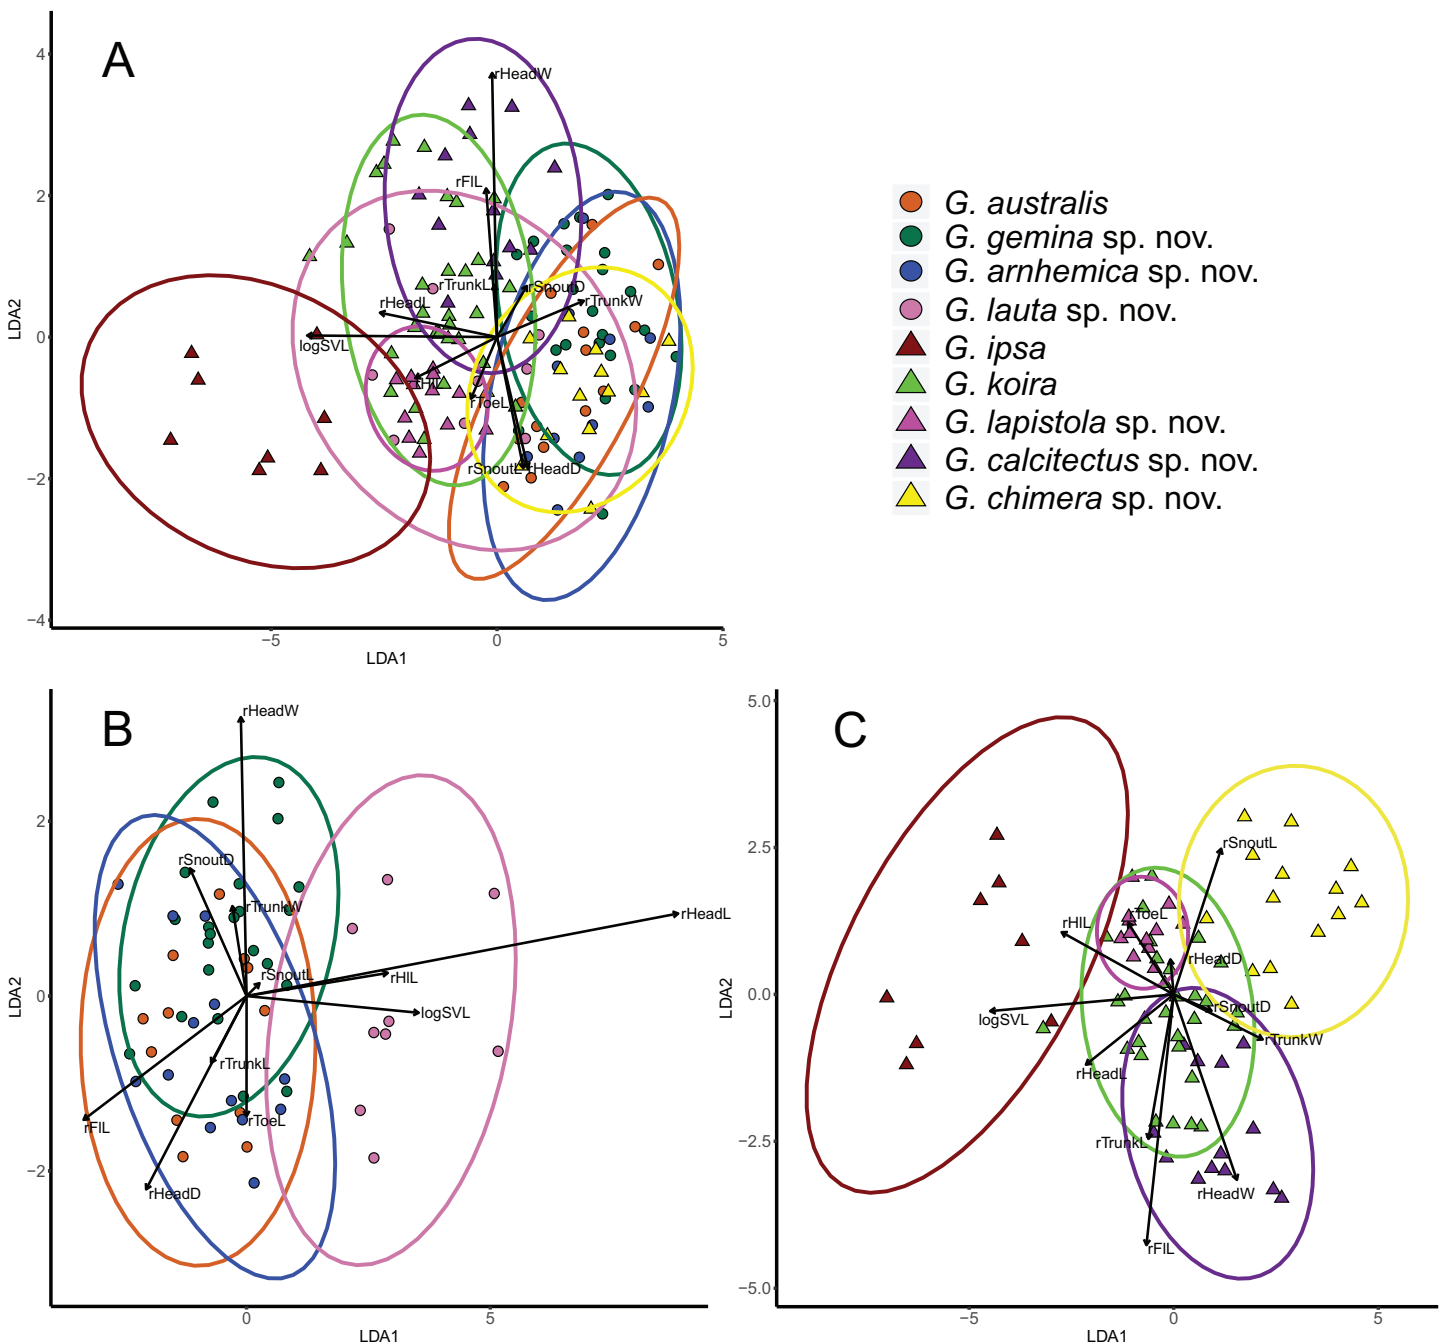 A
4
2
0
−2
−4
LDA2
−5
0
5
LDA1
rHeadW
rFIL
rTrunkL
rSnoutD
rTrunkW
rHeadL
logSVL
rHIL
rToeL
rSnoutL
rHeadD
G. australis
G. gemina sp. nov.
G. arnhemica sp. nov.
G. lauta sp. nov.
G. ipsa
G. koira
G. lapistola sp. nov.
G. calcitectus sp. nov.
G. chimera sp. nov.
B
2
0
−2
LDA2
0
5
LDA1
rHeadW
rSnoutD
rTrunkW
rHeadL
rSnoutL
rHIL
logSVL
rTrunkL
rFIL
rToeL
rHeadD
C
5.0
2.5
0.0
−2.5
−5.0
LDA2
−5
0
5
LDA1
rSnoutL
rToeL
rHIL
rHeadD
logSVL
rSnoutD
rTrunkW
rHeadL
rTrunkL
rHeadW
rFIL